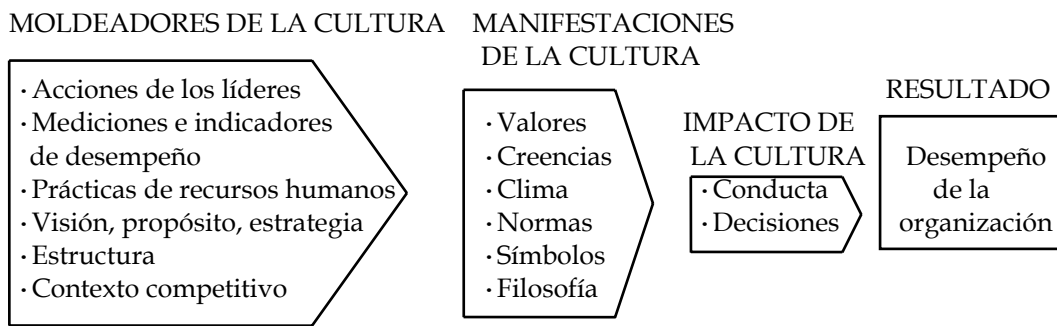 MOLDEADORES DE LA CULTURA
· Acciones de los líderes
· Mediciones e indicadores
de desempeño
· Prácticas de recursos humanos
· Visión, propósito, estrategia
· Estructura
· Contexto competitivo
MANIFESTACIONES
DE LA CULTURA
· Valores
· Creencias
· Clima
· Normas
· Símbolos
· Filosofía
IMPACTO DE
LA CULTURA
· Conducta
· Decisiones
RESULTADO
Desempeño
de la
organización